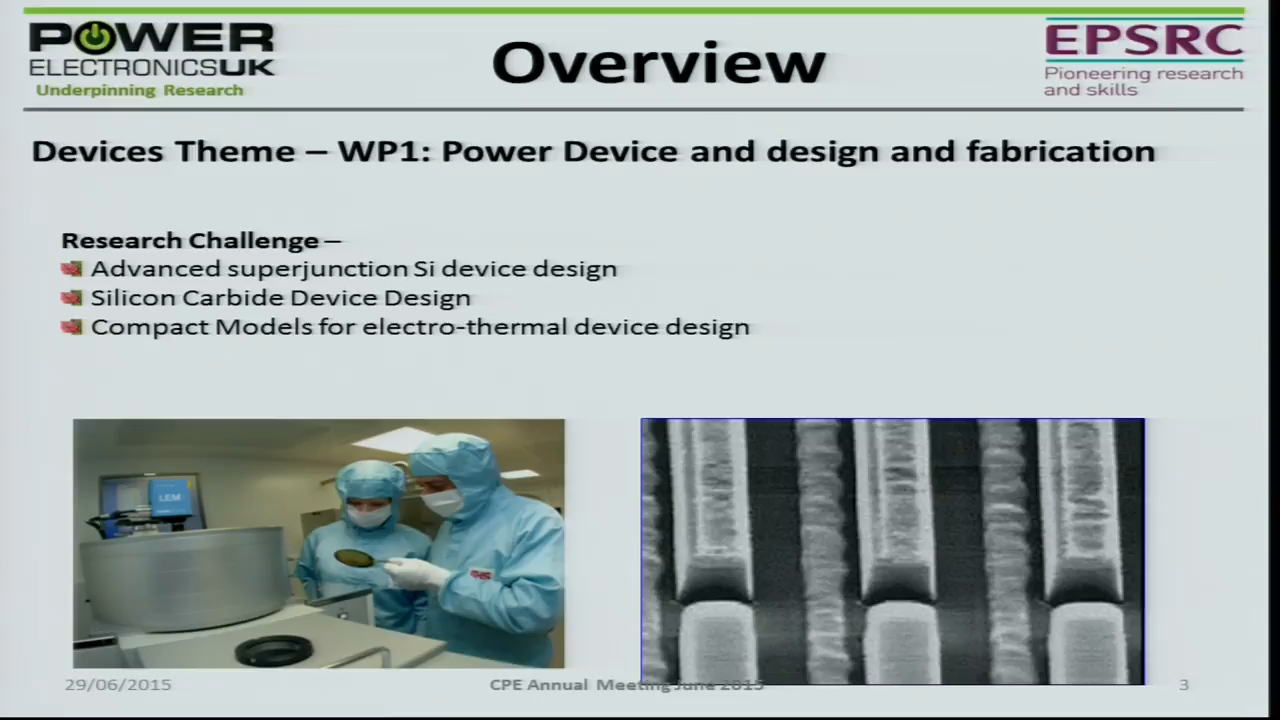 POWER
ELECTRONICSUK
Underpinning Research
Overview
EPSRC
Pioneering research
and skills
Devices Theme – WP1: Power Device and design and fabrication
Research Challenge –
Advanced superjunction Si device design
Silicon Carbide Device Design
Compact Models for electro-thermal device design
LEM
29/06/2015
CPE Annual Meeting June 2015
3